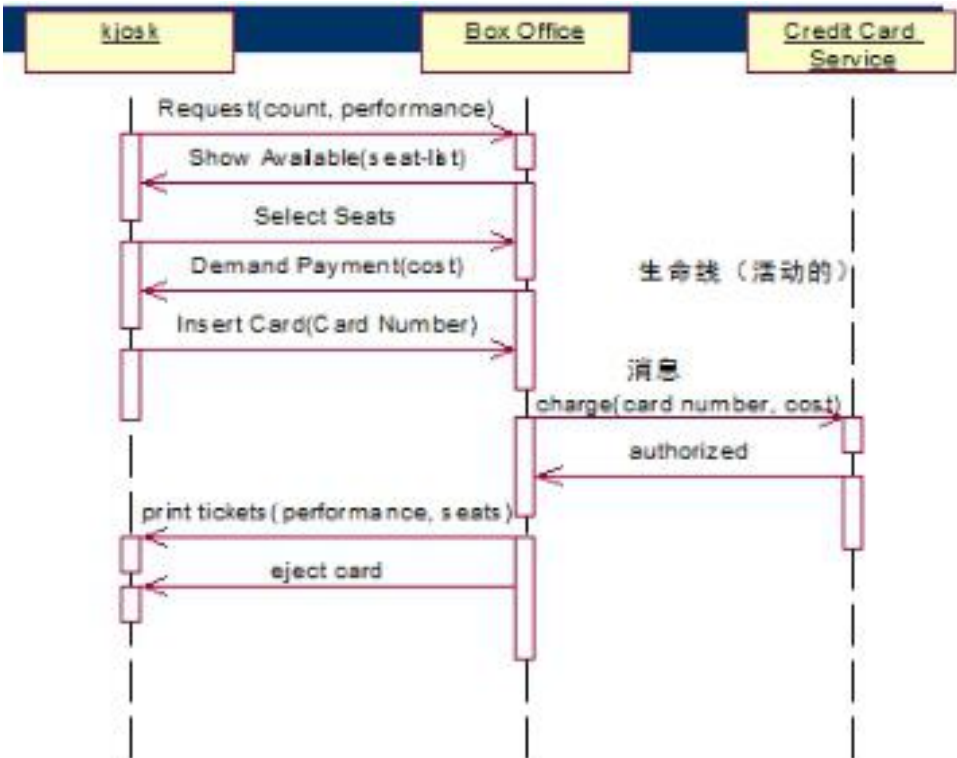 kjosk
Box Office
Credit Card
Service
Request(count, performance)
Show Available(seat-list)
Select Seats
Demand Payment(cost)
生命线（活动的）
Insert Card(Card Number)
消息
charge(card number, cost)
authorized
print tickets(performance, seats)
eject card